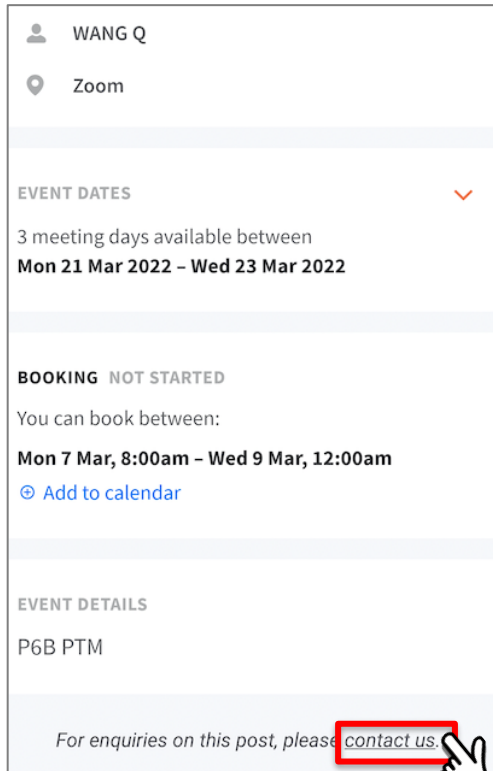 WANG Q
Zoom
EVENT DATES
3 meeting days available between
Mon 21 Mar 2022 – Wed 23 Mar 2022
BOOKING NOT STARTED
You can book between:
Mon 7 Mar, 8:00am – Wed 9 Mar, 12:00am
Add to calendar
EVENT DETAILS
P6B PTM
For enquiries on this post, please contact us.